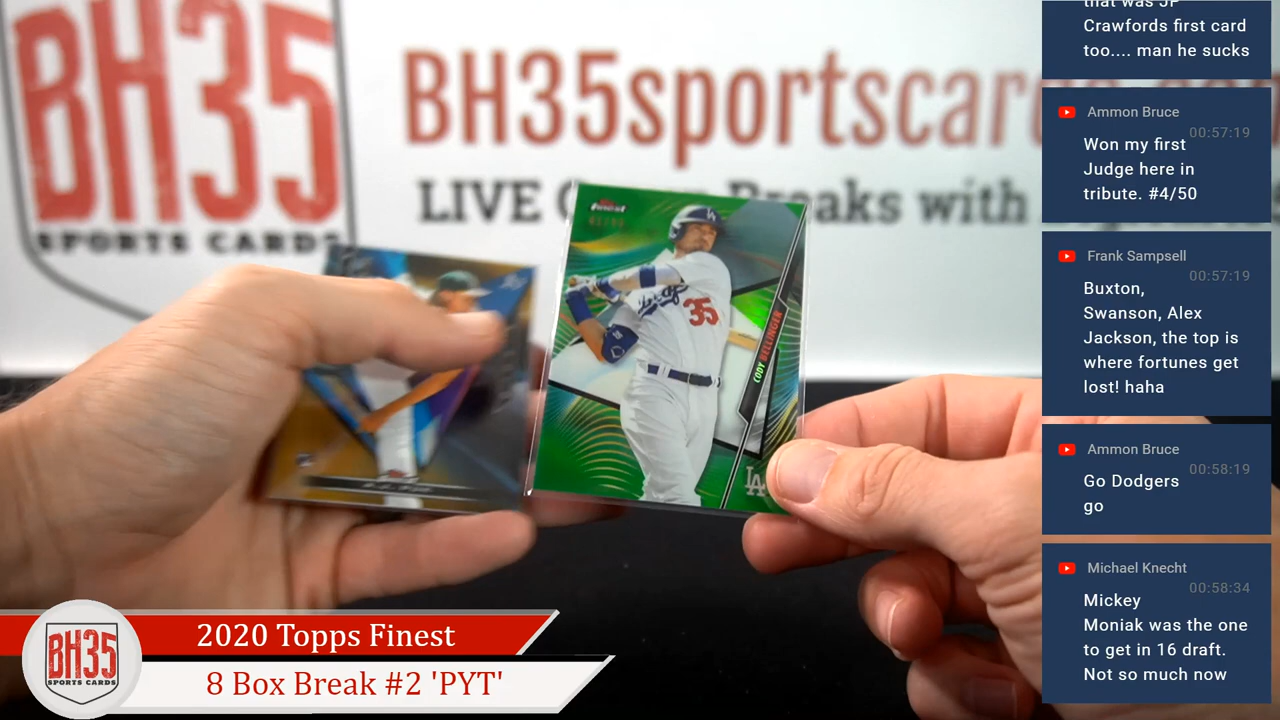 BH35
SPORTS CARDS
BH35sportscar
LIVE
eaks with
Finest
Dodgers
35
CODY BELLINGER
LA
that was JP
Crawfords first card
too.... man he sucks
Ammon Bruce
00:57:19
Won my first
Judge here in
tribute. #4/50
Frank Sampsell
00:57:19
Buxton,
Swanson, Alex
Jackson, the top is
where fortunes get
lost! haha
Ammon Bruce
00:58:19
Go Dodgers
go
Michael Knecht
00:58:34
Mickey
Moniak was the one
to get in 16 draft.
Not so much now
BH35
SPORTS CARDS
2020 Topps Finest
8 Box Break #2 'PYT'